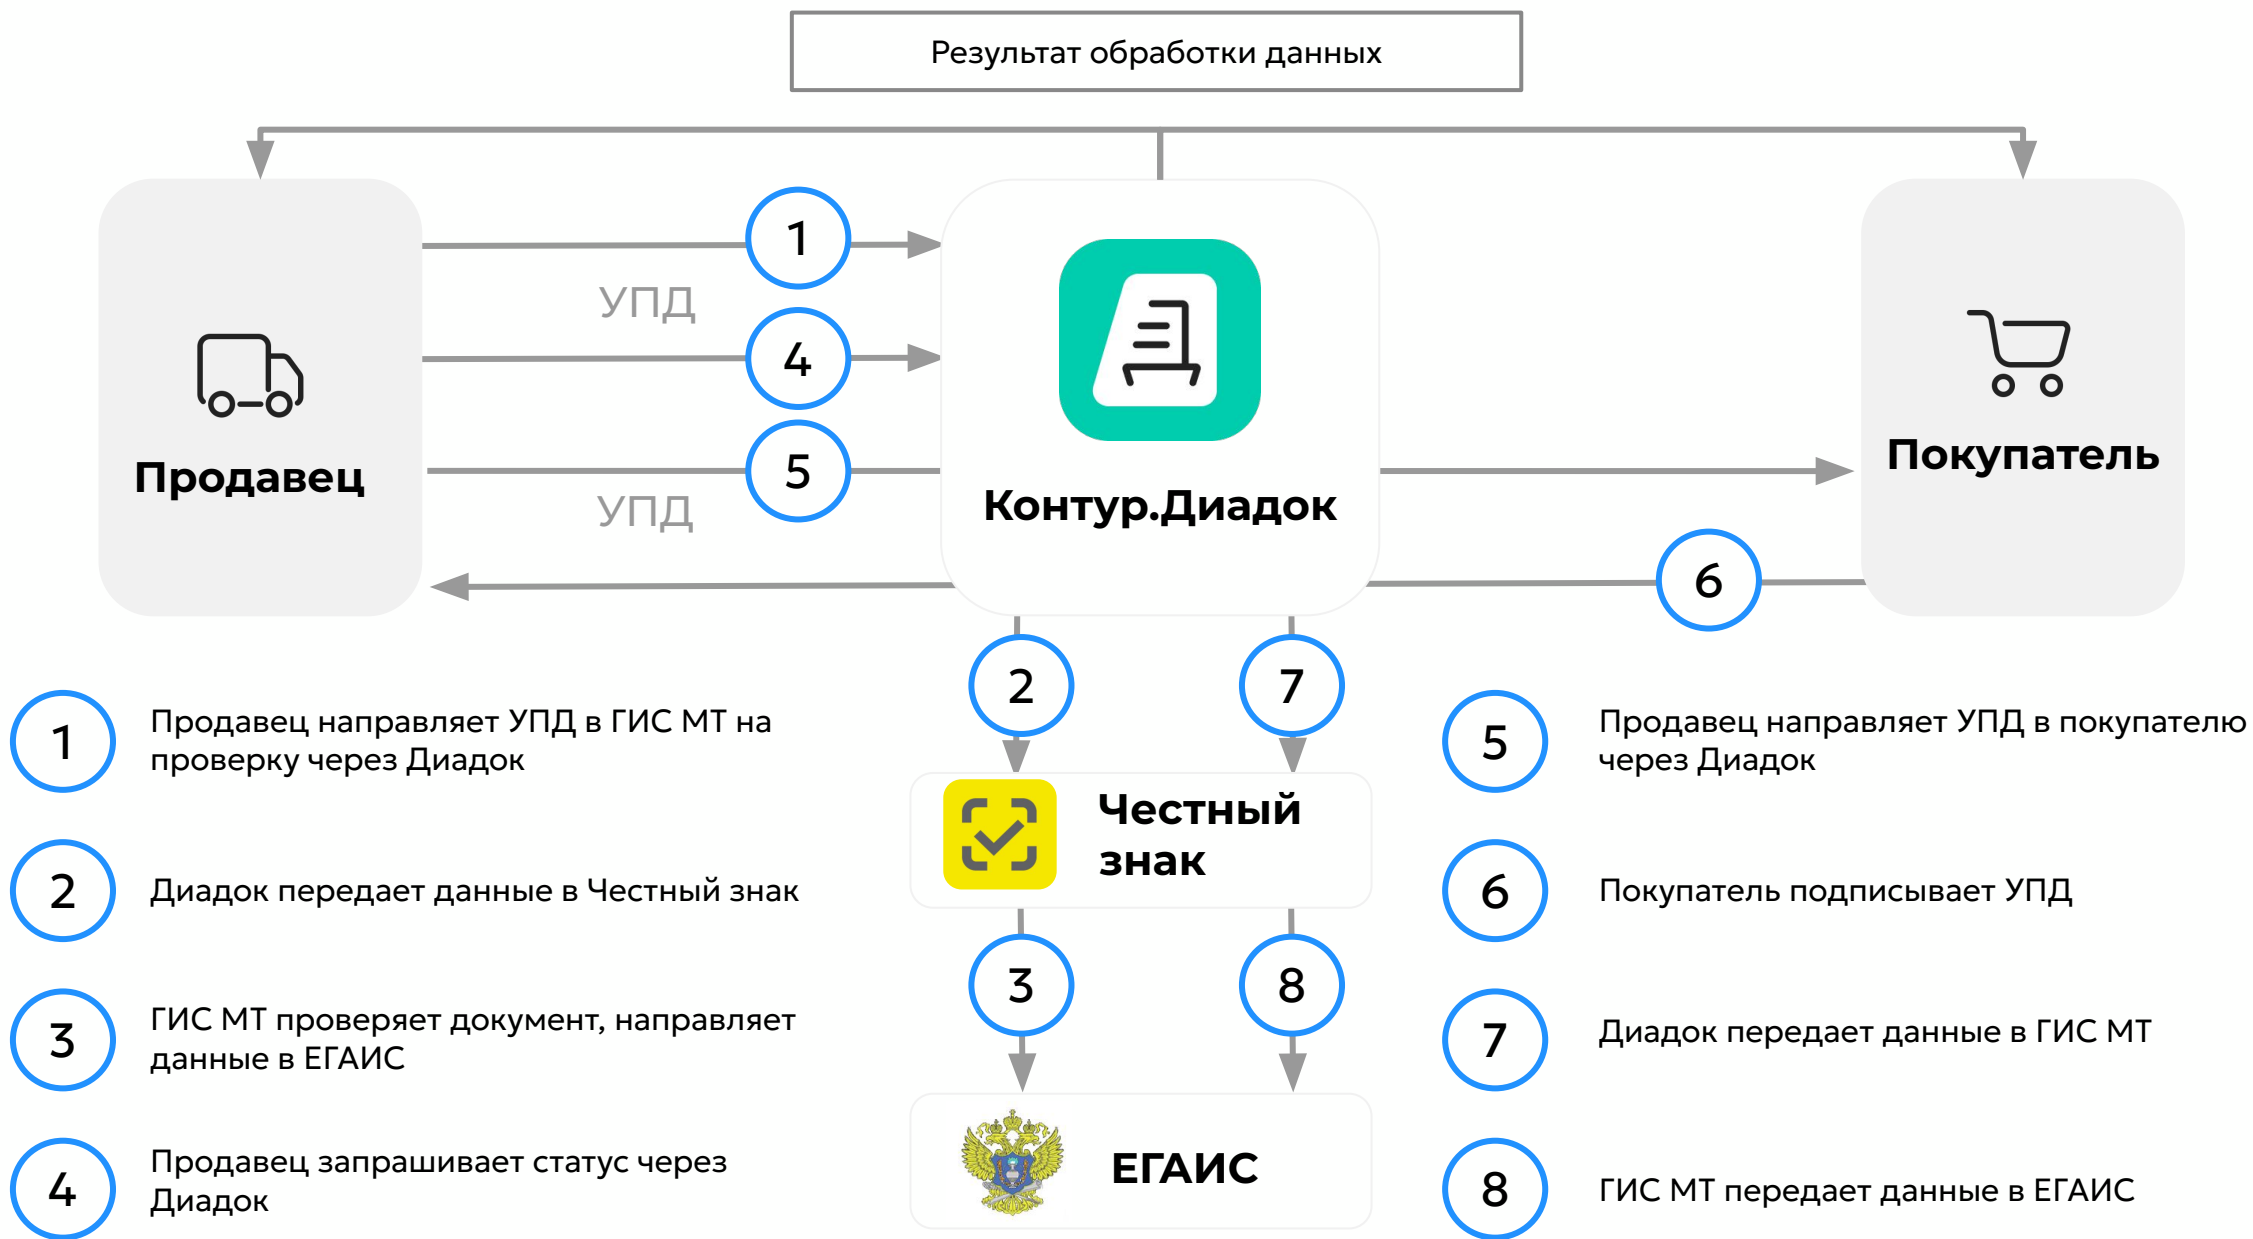 Результат обработки данных
1
УПД
4
5
УПД
Продавец
Контур.Диадок
Покупатель
6
2
7
Честный
знак
3
8
ЕГАИС
1
Продавец направляет УПД в ГИС МТ на
проверку через Диадок
2
Диадок передает данные в Честный знак
3
ГИС МТ проверяет документ, направляет
данные в ЕГАИС
4
Продавец запрашивает статус через
Диадок
5
Продавец направляет УПД в покупателю
через Диадок
6
Покупатель подписывает УПД
7
Диадок передает данные в ГИС МТ
8
ГИС МТ передает данные в ЕГАИС